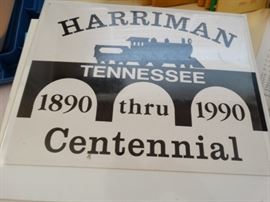 HARRIMAN
TENNESSEE
1890 thru 1990
Centennial